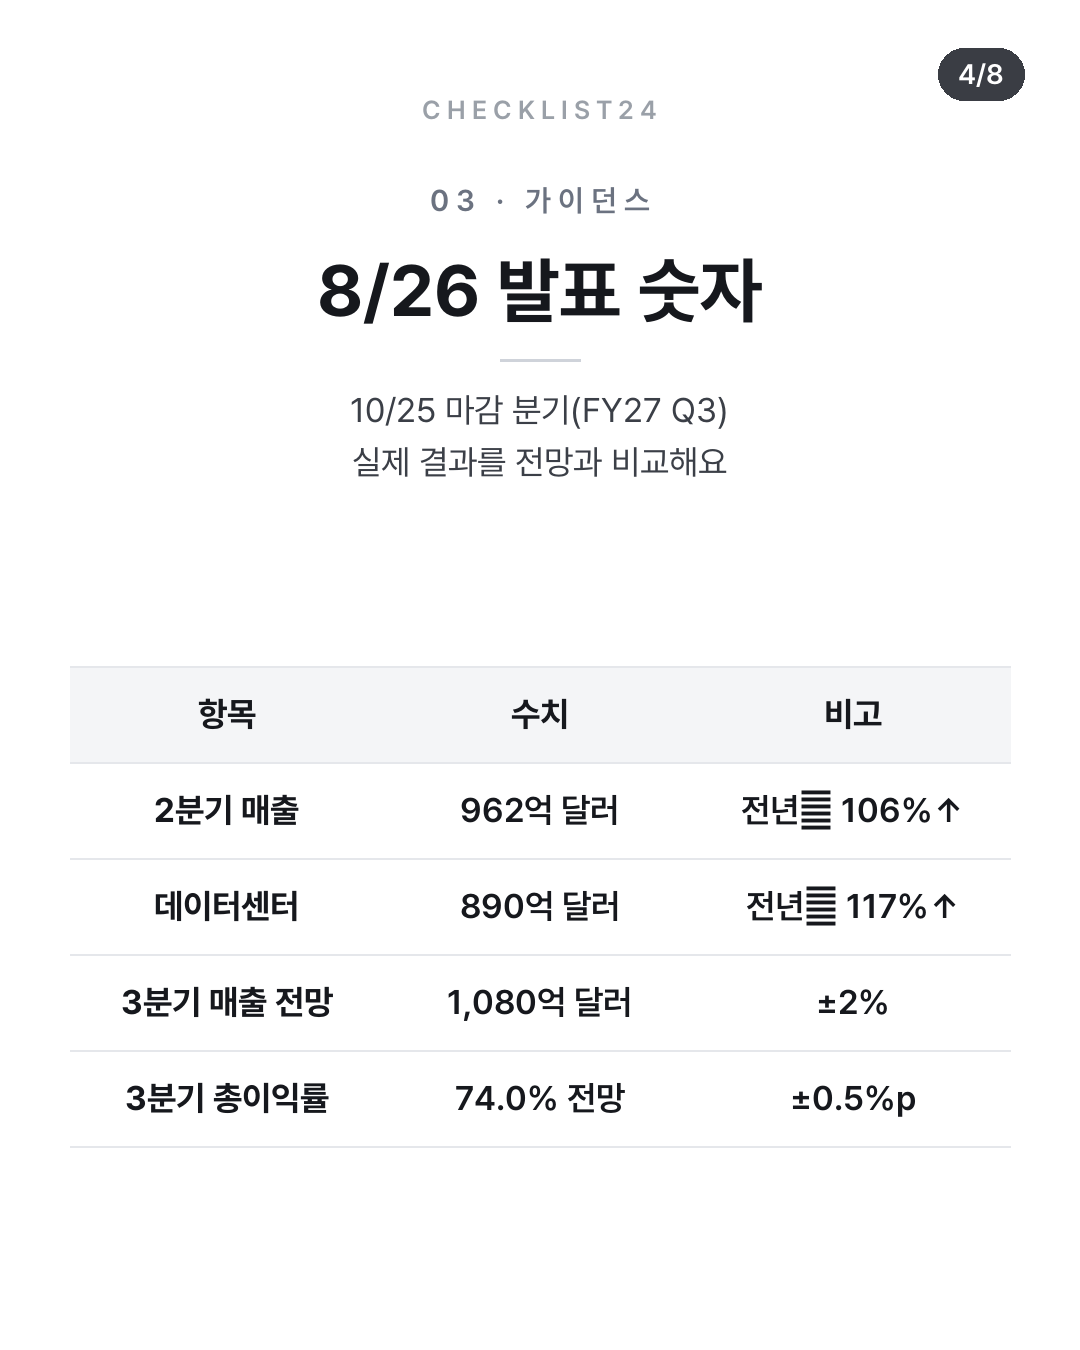 4/8
CHECKLIST24
03 · 가이던스
8/26 발표 숫자
10/25 마감 분기(FY27 Q3)
실제 결과를 전망과 비교해요
항목 수치 비고
2분기 매출 962억 달러 전년䷀ 106%↑
데이터센터 890억 달러 전년䷀ 117%↑
3분기 매출 전망 1,080억 달러 ±2%
3분기 총이익률 74.0% 전망 ±0.5%p